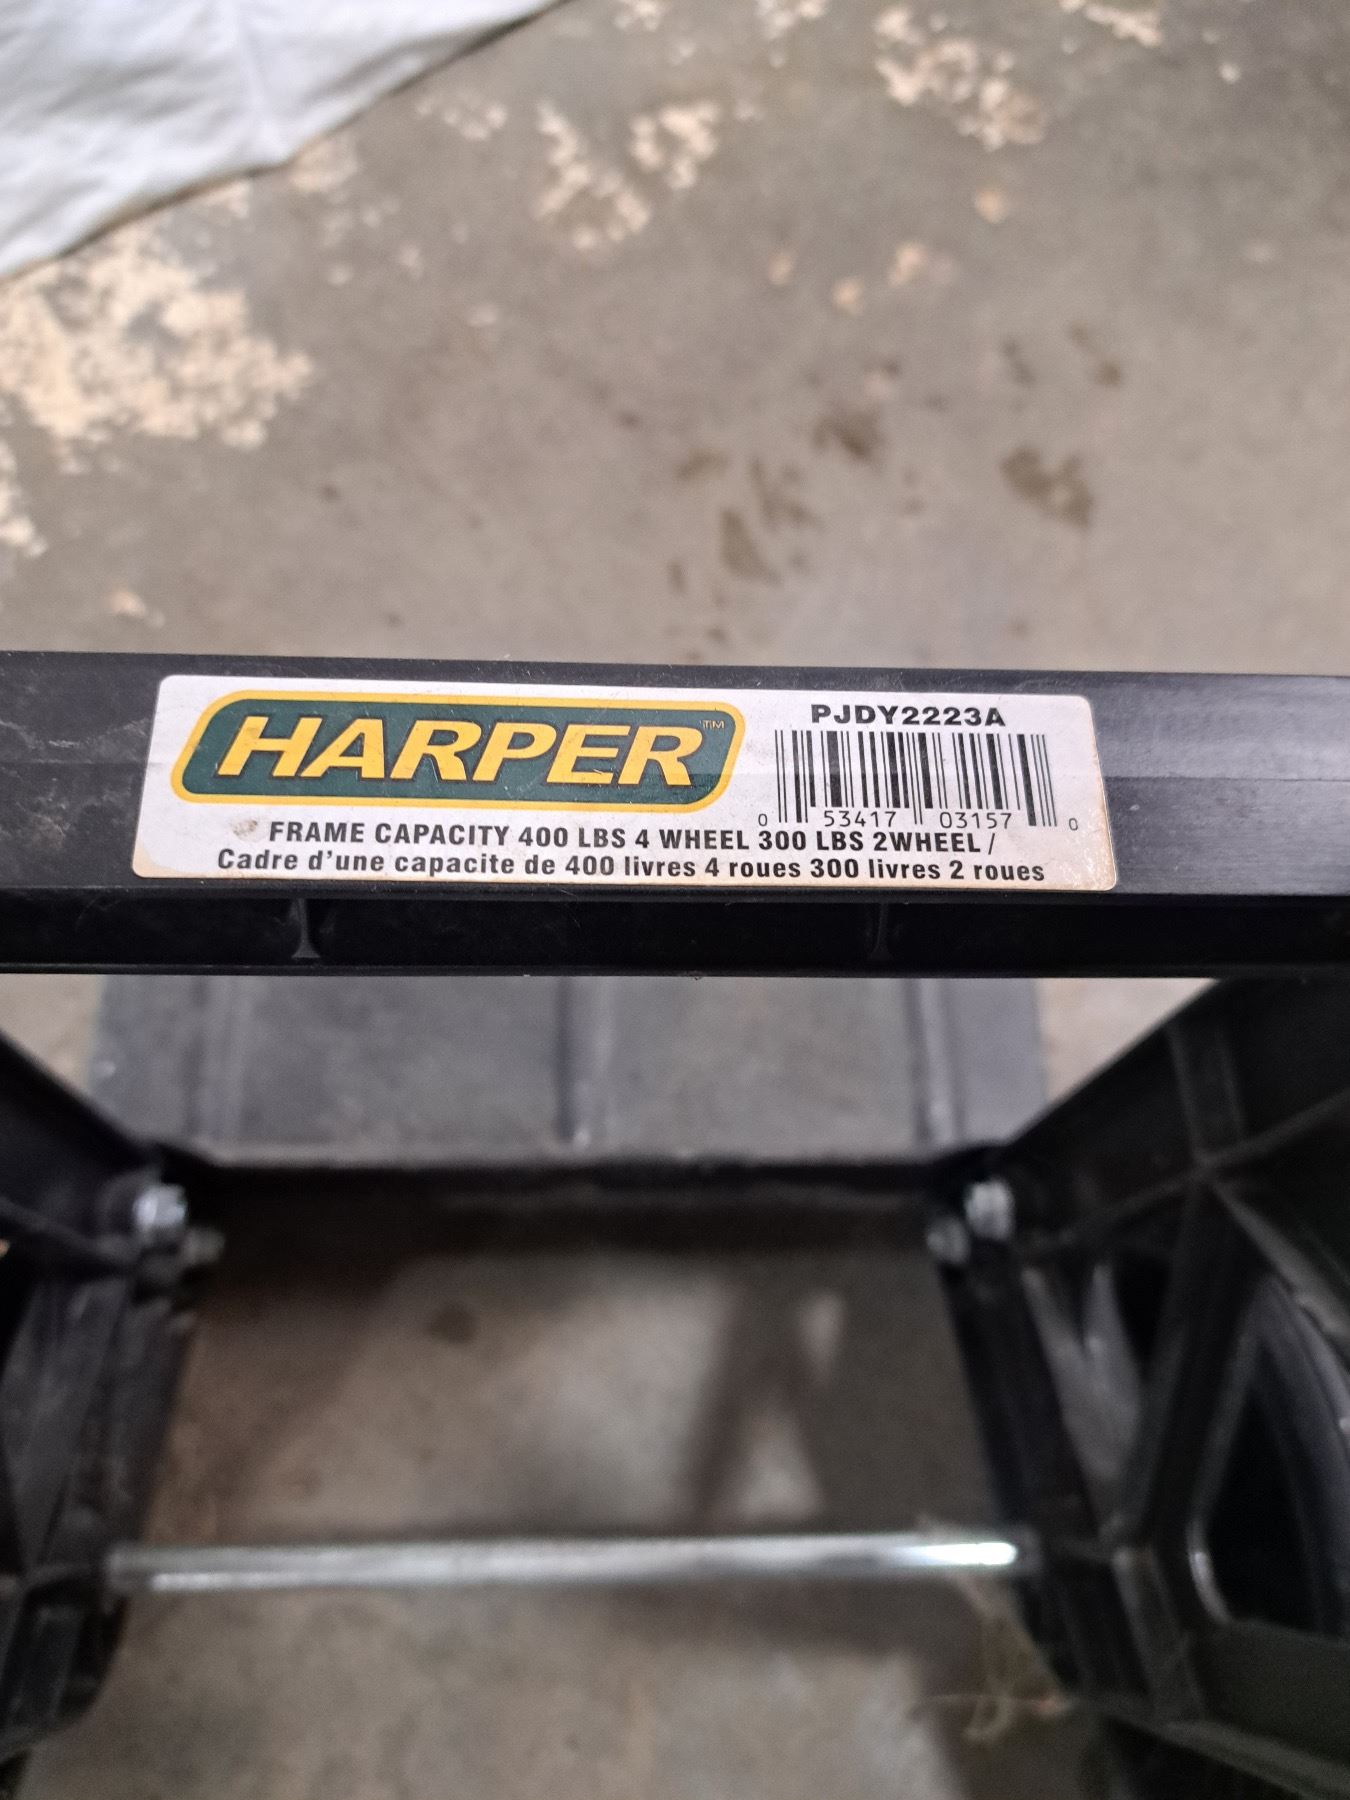 HARPER™
PJDY2223A
0 53417 03157 0
FRAME CAPACITY 400 LBS 4 WHEEL 300 LBS 2WHEEL /
Cadre d'une capacite de 400 livres 4 roues 300 livres 2 roues